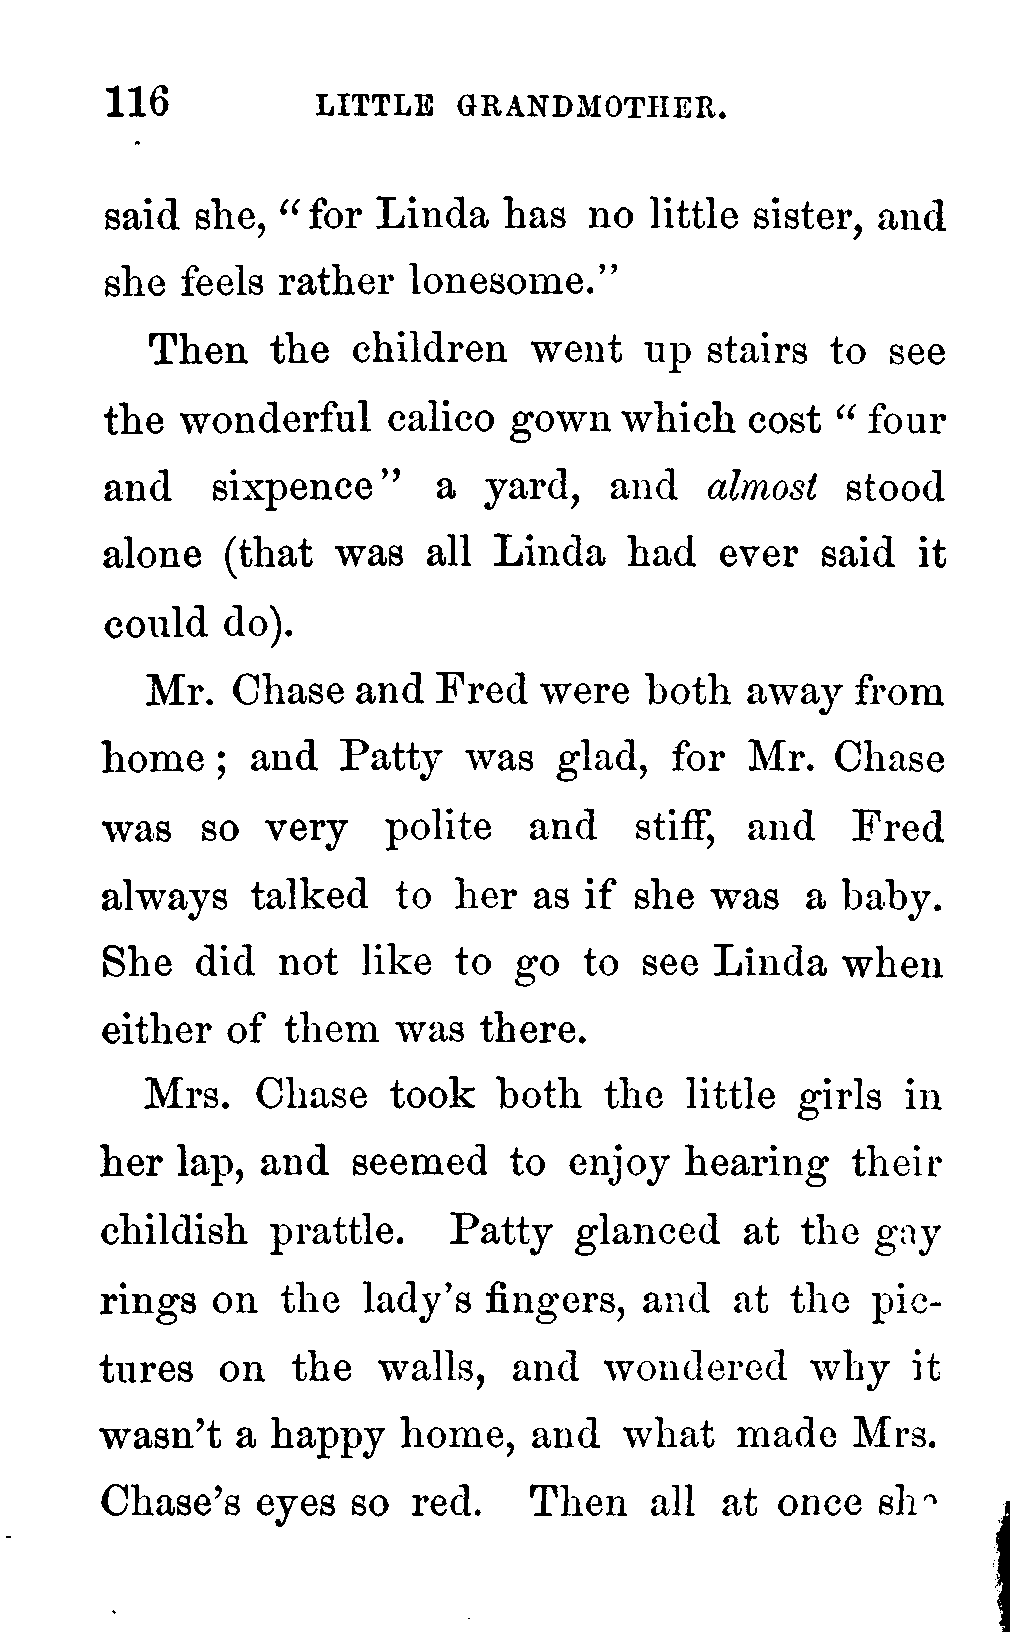 116 LITTLE GRANDMOTHER.
said she, “for Linda has no little sister, and
she feels rather lonesome.”
Then the children went up stairs to see
the wonderful calico gown which cost “four
and sixpence” a yard, and almost stood
alone (that was all Linda had ever said it
could do).
Mr. Chase and Fred were both away from
home; and Patty was glad, for Mr. Chase
was so very polite and stiff, and Fred
always talked to her as if she was a baby.
She did not like to go to see Linda when
either of them was there.
Mrs. Chase took both the little girls in
her lap, and seemed to enjoy hearing their
childish prattle. Patty glanced at the gay
rings on the lady’s fingers, and at the pic-
tures on the walls, and wondered why it
wasn’t a happy home, and what made Mrs.
Chase’s eyes so red. Then all at once she